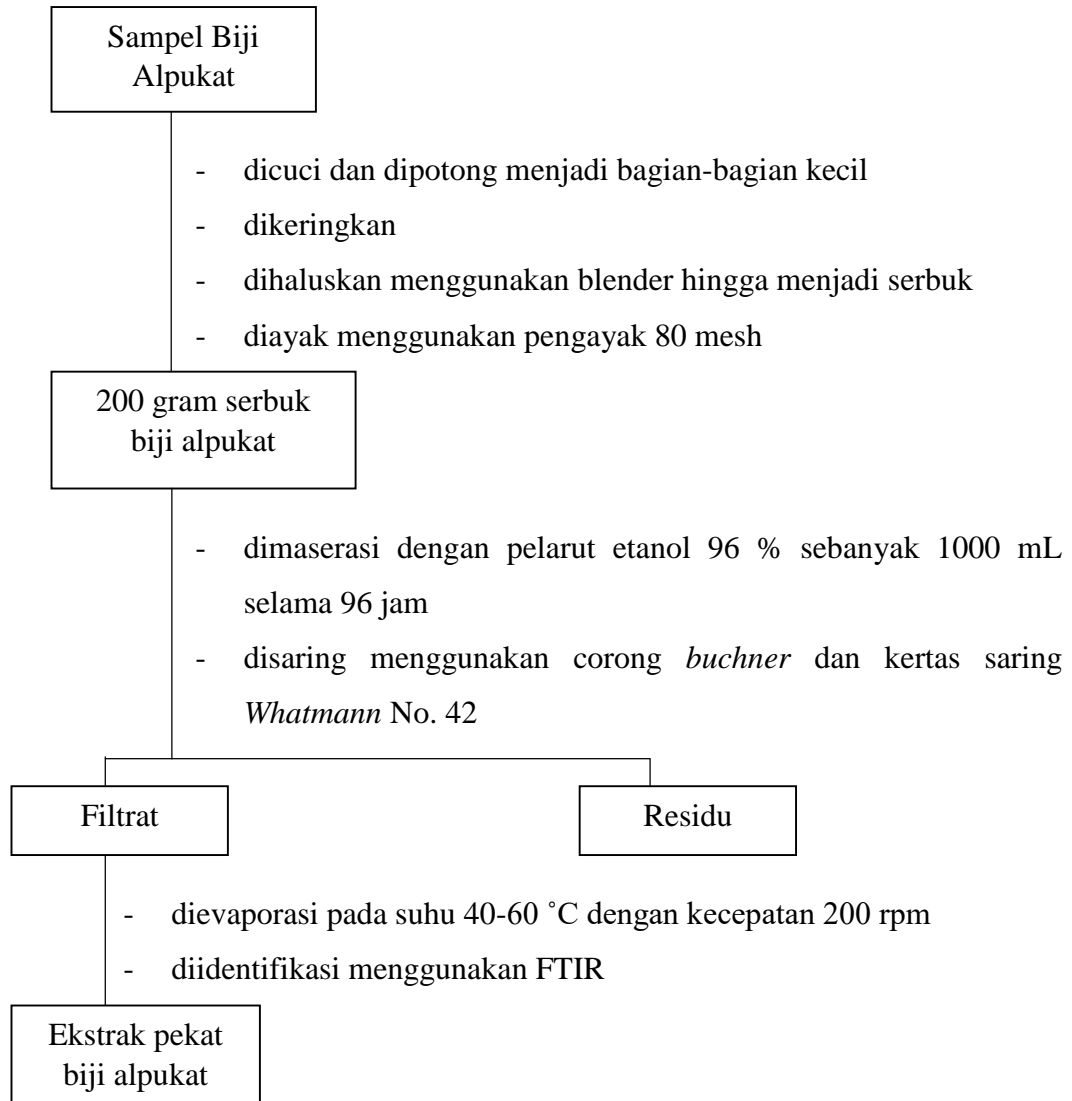 Sampel Biji
Alpukat
- dicuci dan dipotong menjadi bagian-bagian kecil
- dikeringkan
- dihaluskan menggunakan blender hingga menjadi serbuk
- diayak menggunakan pengayak 80 mesh
200 gram serbuk
biji alpukat
- dimaserasi dengan pelarut etanol 96 % sebanyak 1000 mL
selama 96 jam
- disaring menggunakan corong buchner dan kertas saring
Whatmann No. 42
Filtrat
Residu
- dievaporasi pada suhu 40-60 ˚C dengan kecepatan 200 rpm
- diidentifikasi menggunakan FTIR
Ekstrak pekat
biji alpukat